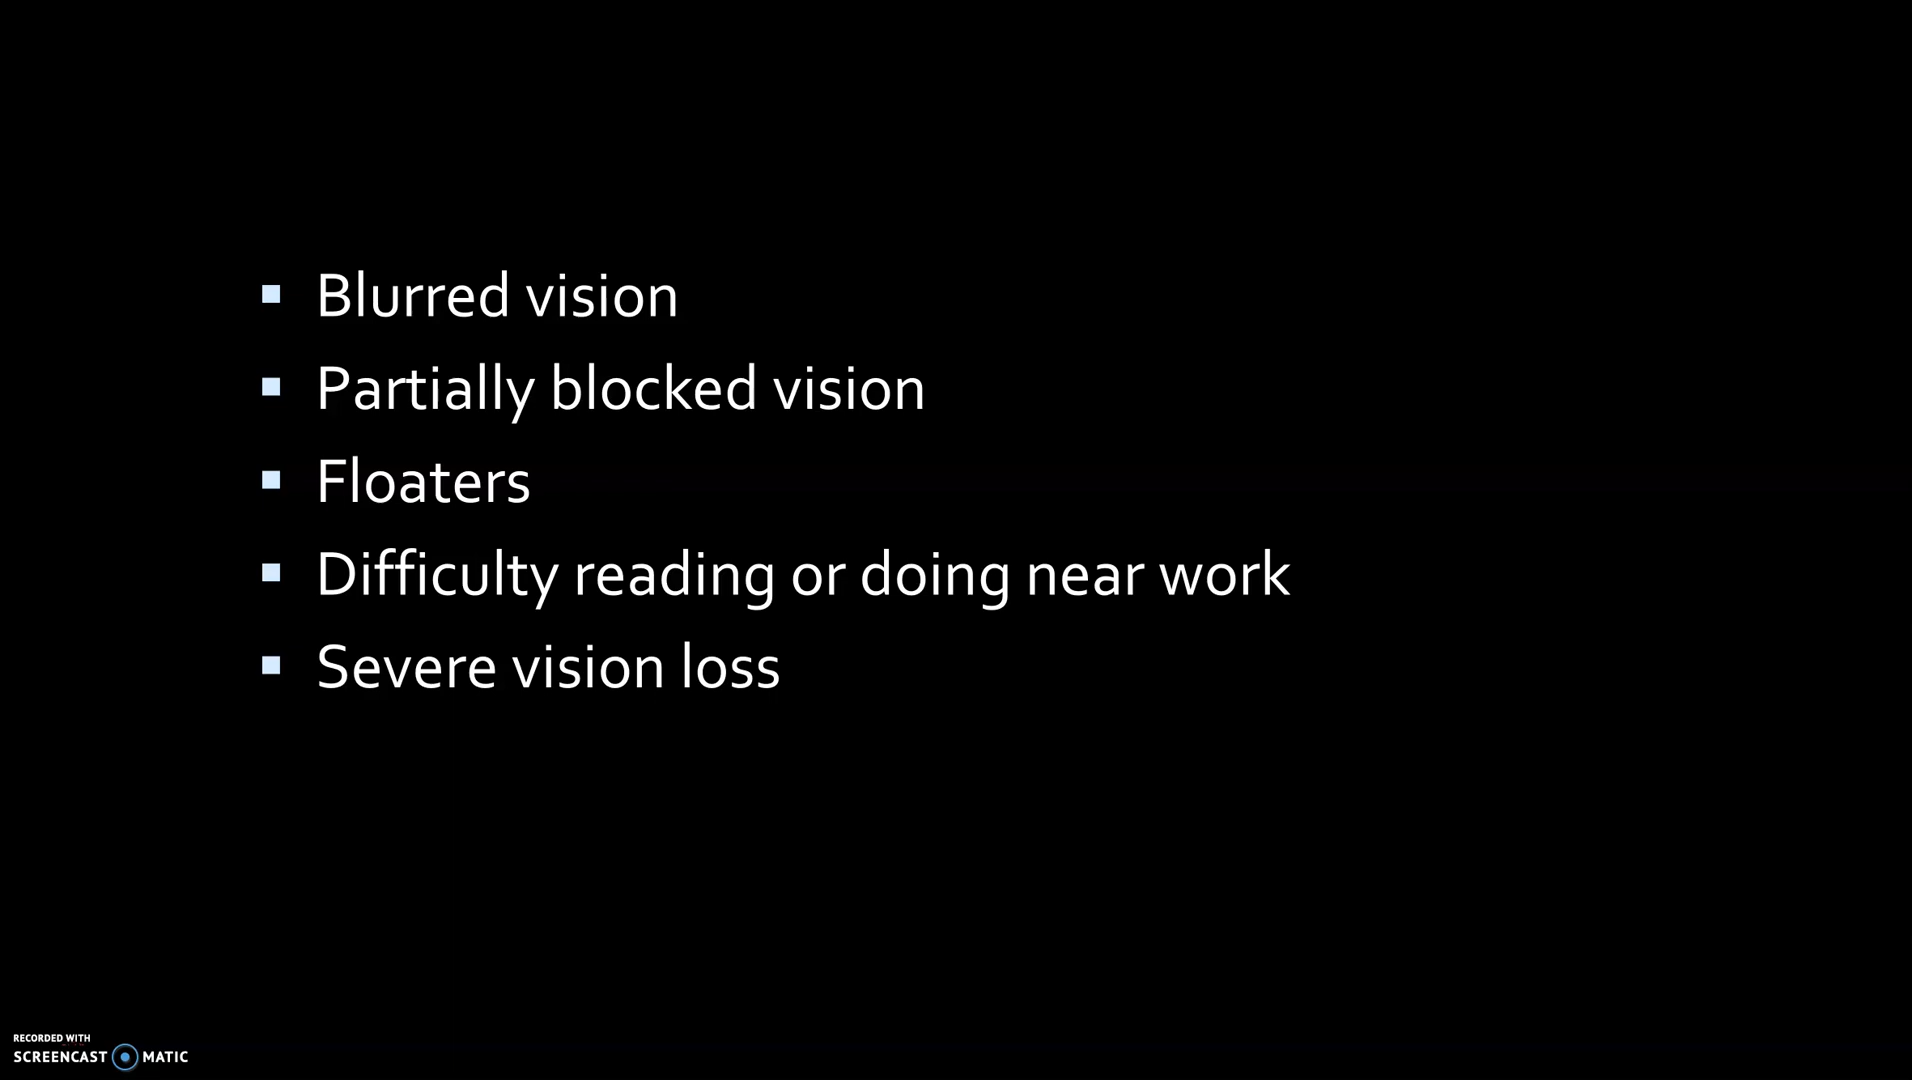 Blurred vision
Partially blocked vision
Floaters
Difficulty reading or doing near work
Severe vision loss
RECORDED WITH
SCREENCAST MATIC